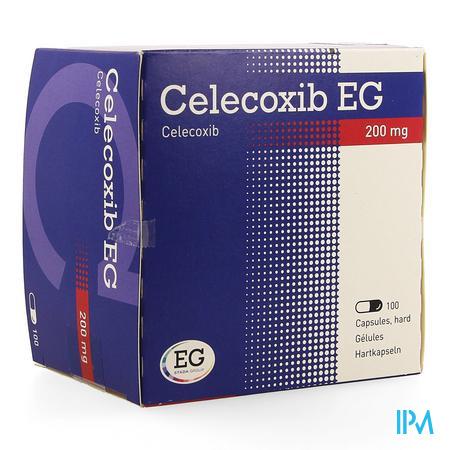 Celecoxib EG
Celecoxib
200 mg
100
Celecoxib EG
Celecoxib
200 mg
100
Capsules, hard
Gélules
Hartkapseln
EG
STADA GROUP
IPM